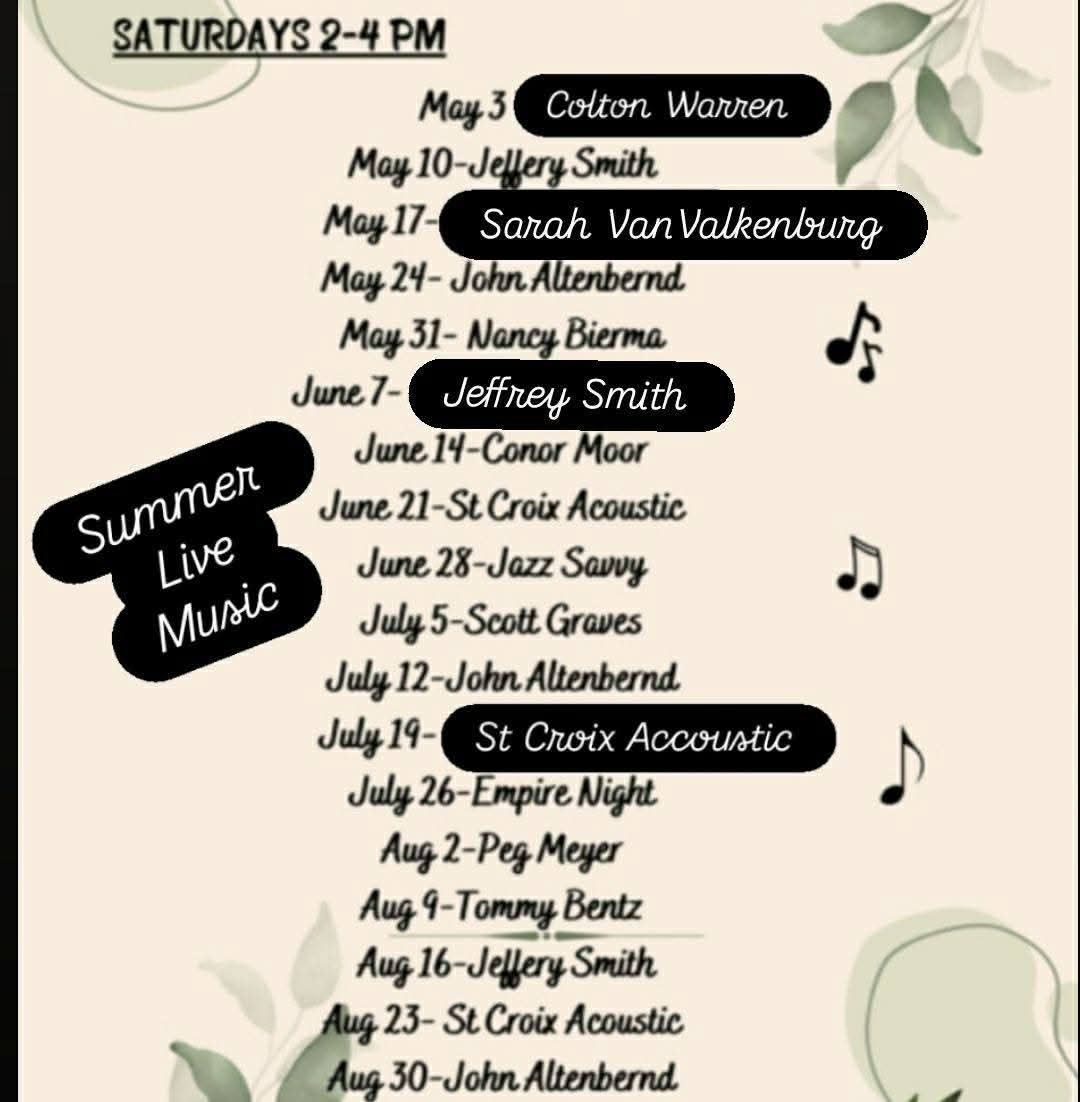 SATURDAYS 2-4 PM
May 3 Colton Warren
May 10-Jeffery Smith
May 17- Sarah VanValkenburg
May 24- John Altenbernd
May 31- Nancy Bierma
June 7- Jeffrey Smith
June 14-Conor Moor
June 21-St Croix Acoustic
June 28-Jazz Savvy
July 5-Scott Graves
July 12-John Altenbernd
July 19- St Croix Accoustic
July 26-Empire Night
Aug 2-Peg Meyer
Aug 9-Tommy Bentz
Aug 16-Jeffery Smith
Aug 23- St Croix Acoustic
Aug 30-John Altenbernd
Summer
Live
Music